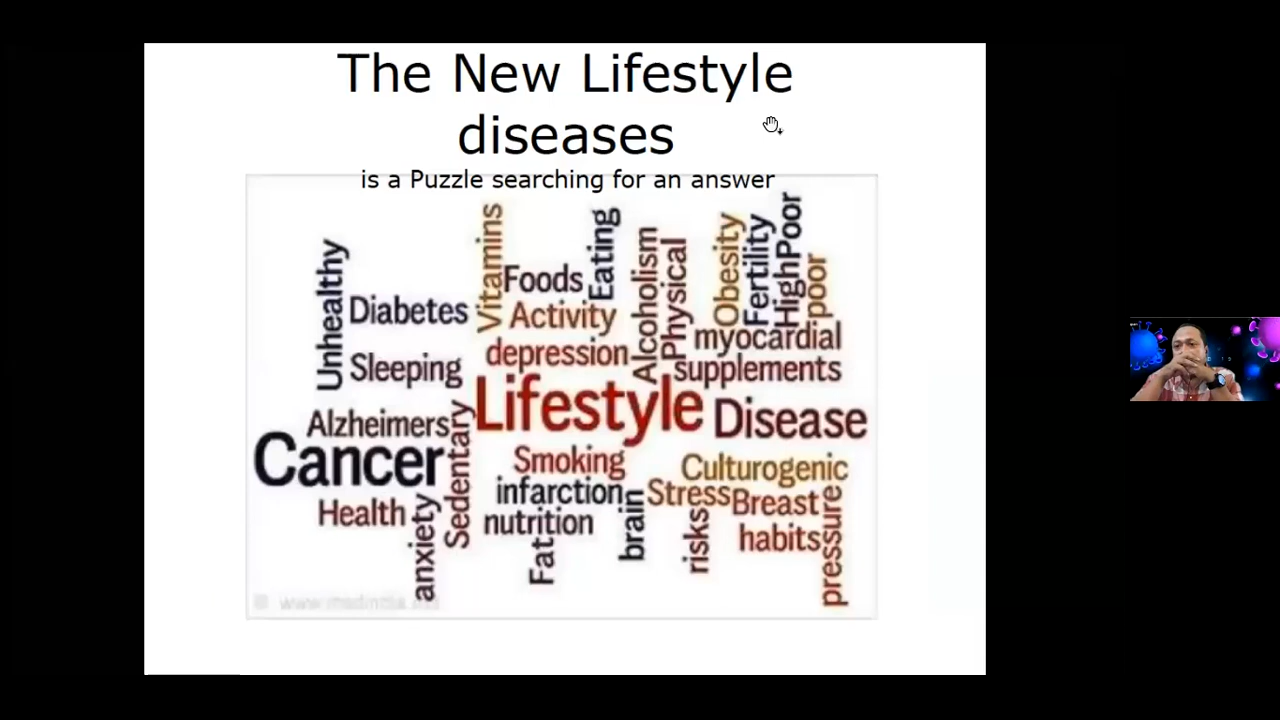 The New Lifestyle
diseases
is a Puzzle searching for an answer
Unhealthy
Diabetes
Vitamins
Foods
Eating
Activity
Alcoholism
Physical
Obesity
Fertility
High
Poor
poor
myocardial
Sleeping
depression
supplements
Alzheimers
Lifestyle
Disease
Cancer
Sedentary
Smoking
Culturogenic
Health
anxiety
infarction
Stress
Breast
nutrition
brain
risks
habits
pressure
Fat